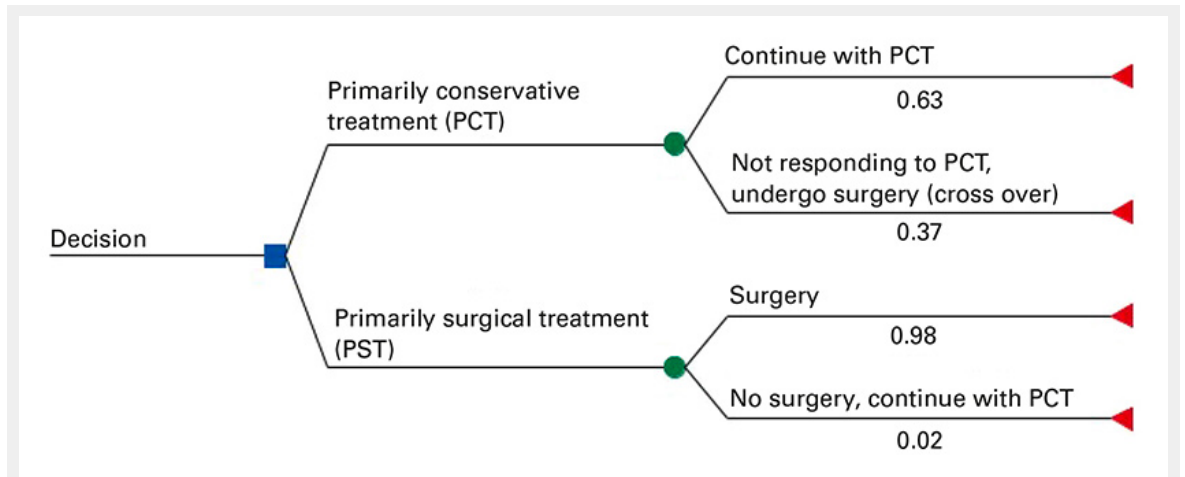 Continue with PCT
0.63
Primarily conservative
treatment (PCT)
Not responding to PCT,
undergo surgery (cross over)
0.37
Decision
Surgery
0.98
Primarily surgical treatment
(PST)
No surgery, continue with PCT
0.02